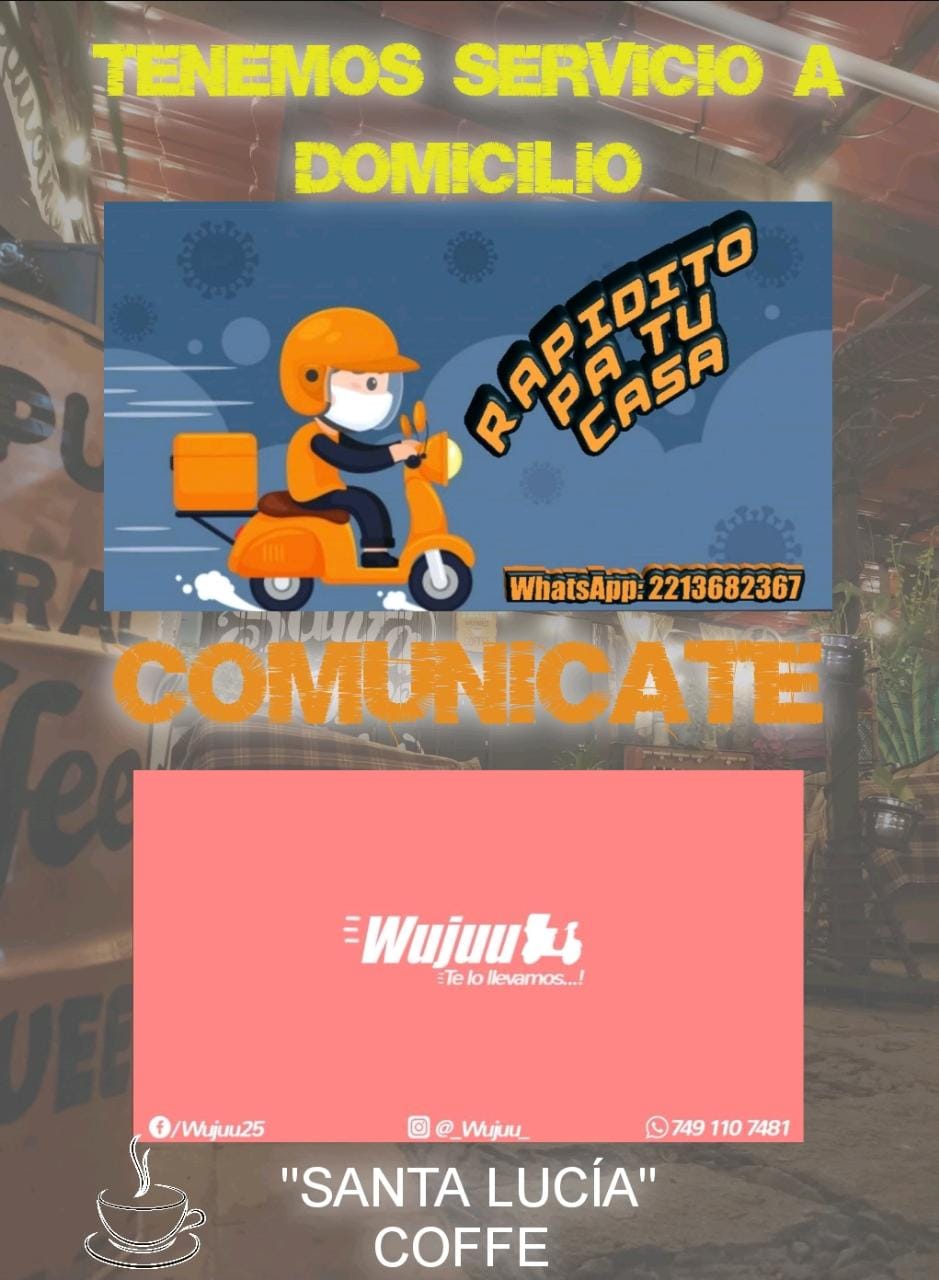 TENEMOS SERVICIO A
DOMICILIO
RAPIDITO
PA TU
CASA
WhatsApp: 2213682367
Santa
COMUNICATE
Wujuu
Te lo llevamos...!
/Wujuu25 @_Wujuu_ 749 110 7481
"SANTA LUCÍA"
COFFE